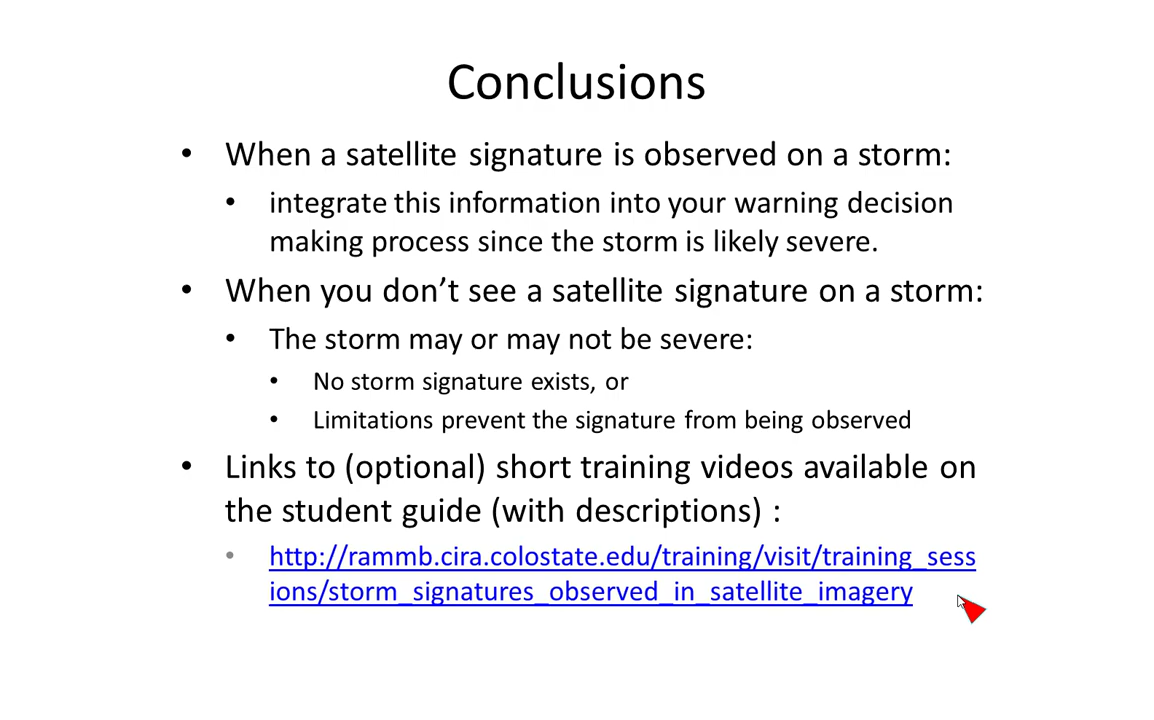 Conclusions
• When a satellite signature is observed on a storm:
• integrate this information into your warning decision
making process since the storm is likely severe.
• When you don’t see a satellite signature on a storm:
• The storm may or may not be severe:
• No storm signature exists, or
• Limitations prevent the signature from being observed
• Links to (optional) short training videos available on
the student guide (with descriptions) :
• http://rammb.cira.colostate.edu/training/visit/training_sess
ions/storm_signatures_observed_in_satellite_imagery